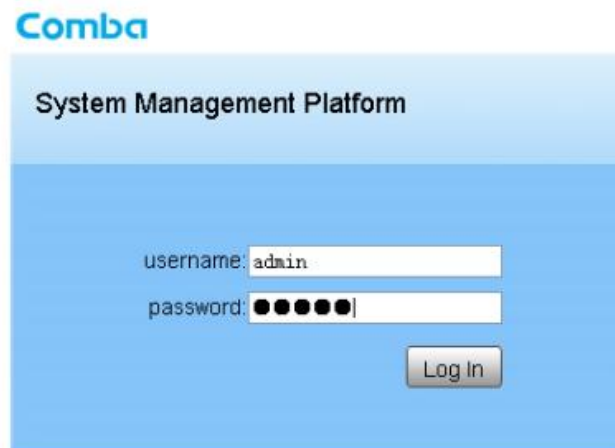 Comba
System Management Platform
username: admin
password: ●●●●●
Log In